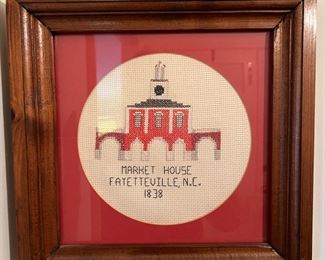 MARKET HOUSE
FAYETTEVILLE, N.C.
1838